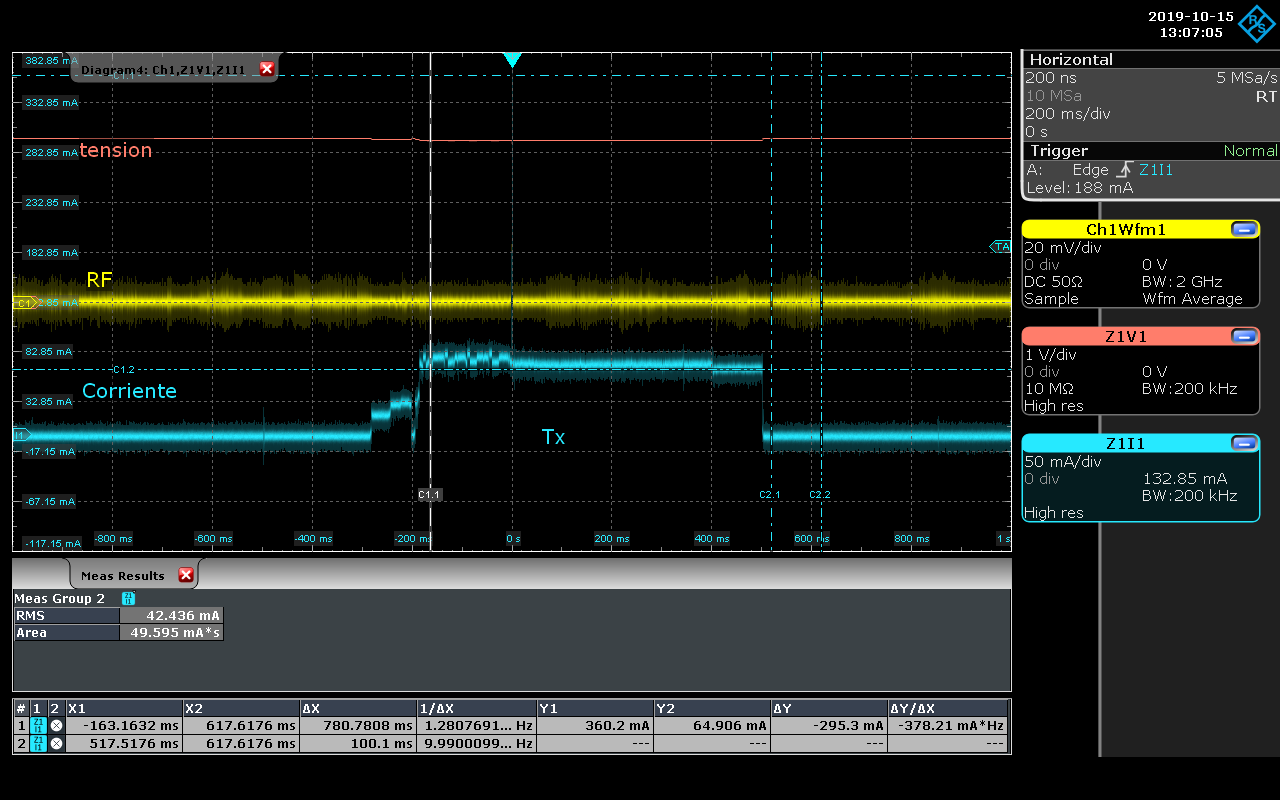 2019-10-15
13:07:05
R S
Diagram4: Ch1,Z1V1,Z1I1
Horizontal
200 ns 5 MSa/s
10 MSa RT
200 ms/div
0 s
Trigger Normal
A: Edge Z1I1
Level: 188 mA
Ch1Wfm1
20 mV/div
0 div 0 V
DC 50Ω BW: 2 GHz
Sample Wfm Average
Z1V1
1 V/div
0 div 0 V
10 MΩ BW:200 kHz
High res
Z1I1
50 mA/div
0 div 132.85 mA
BW:200 kHz
High res
382.85 mA
C1.1
332.85 mA
282.85 mA
tension
232.85 mA
182.85 mA
TA
RF
C1
82.85 mA
C1.2
Corriente
32.85 mA
I1
Tx
-17.15 mA
-67.15 mA
C1.1 C2.1 C2.2
-117.15 mA
-800 ms -600 ms -400 ms -200 ms 0 s 200 ms 400 ms 600 ms 800 ms 1 s
Meas Results
Meas Group 2 Z1 I1
RMS 42.436 mA
Area 49.595 mA*s
# 1 2 X1 X2 ΔX 1/ΔX Y1 Y2 ΔY ΔY/ΔX
1 Z1 I1 -163.1632 ms 617.6176 ms 780.7808 ms 1.2807691... Hz 360.2 mA 64.906 mA -295.3 mA -378.21 mA*Hz
2 Z1 I1 517.5176 ms 617.6176 ms 100.1 ms 9.9900099... Hz --- --- --- ---